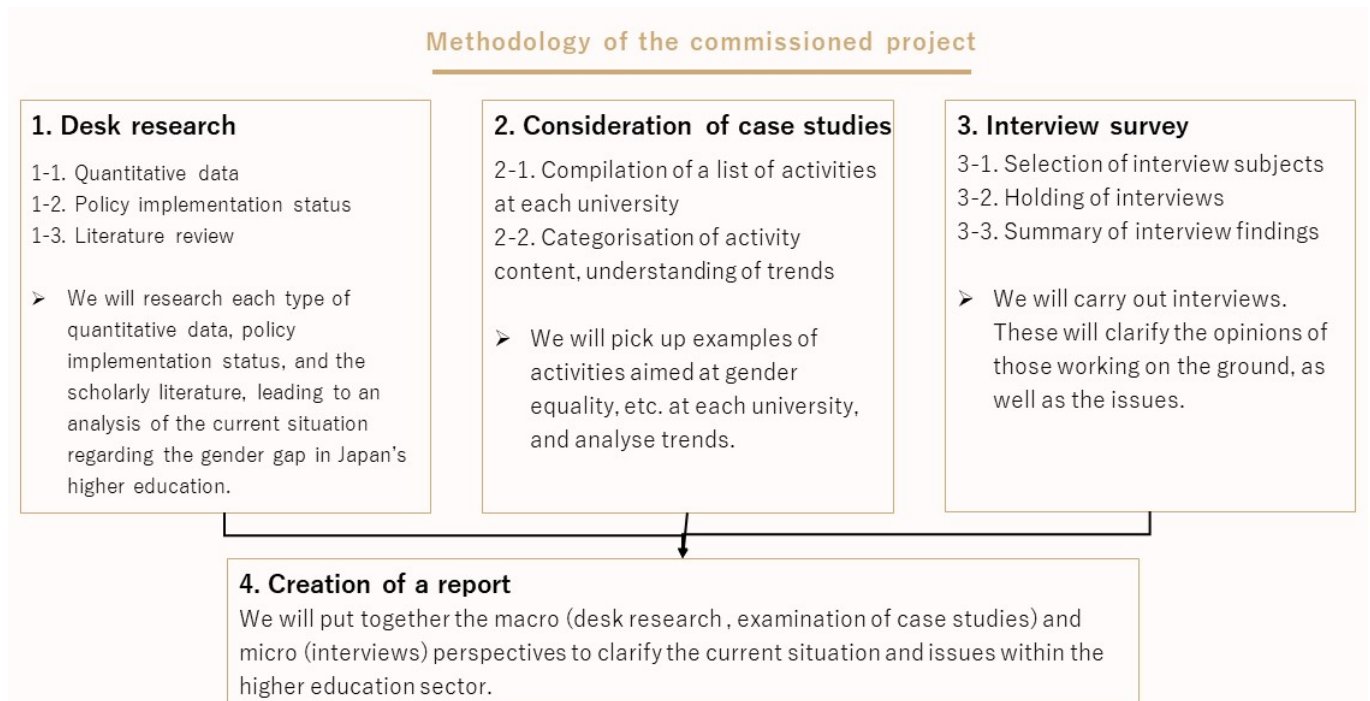 Methodology of the commissioned project
1. Desk research
1-1. Quantitative data
1-2. Policy implementation status
1-3. Literature review
➢ We will research each type of
quantitative data, policy
implementation status, and the
scholarly literature, leading to an
analysis of the current situation
regarding the gender gap in Japan's
higher education.
2. Consideration of case studies
2-1. Compilation of a list of activities
at each university
2-2. Categorisation of activity
content, understanding of trends
➢ We will pick up examples of
activities aimed at gender
equality, etc. at each university,
and analyse trends.
3. Interview survey
3-1. Selection of interview subjects
3-2. Holding of interviews
3-3. Summary of interview findings
➢ We will carry out interviews.
These will clarify the opinions of
those working on the ground, as
well as the issues.
4. Creation of a report
We will put together the macro (desk research , examination of case studies) and
micro (interviews) perspectives to clarify the current situation and issues within the
higher education sector.